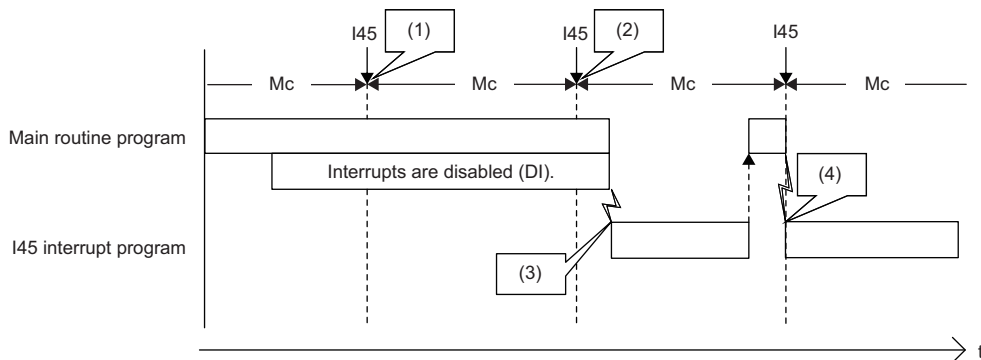 I45 (1) I45 (2) I45
Mc Mc Mc Mc
Main routine program
Interrupts are disabled (DI).
(4)
I45 interrupt program
(3)
t